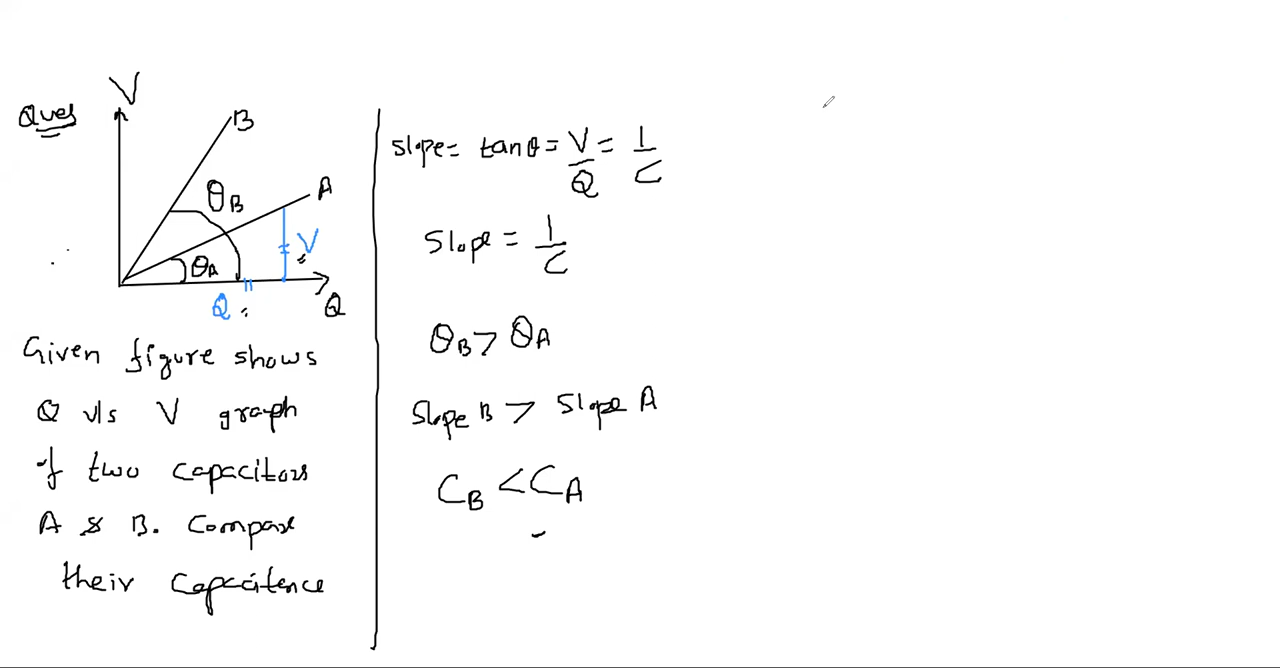 Ques
V
B
θB
A
θA
V
Q
Q
Given figure shows
Q v/s V graph
of two capacitors
A & B. Compare
their Capacitence
Slope = tanθ = V/Q = 1/C
Slope = 1/C
θB > θA
Slope B > Slope A
CB < CA